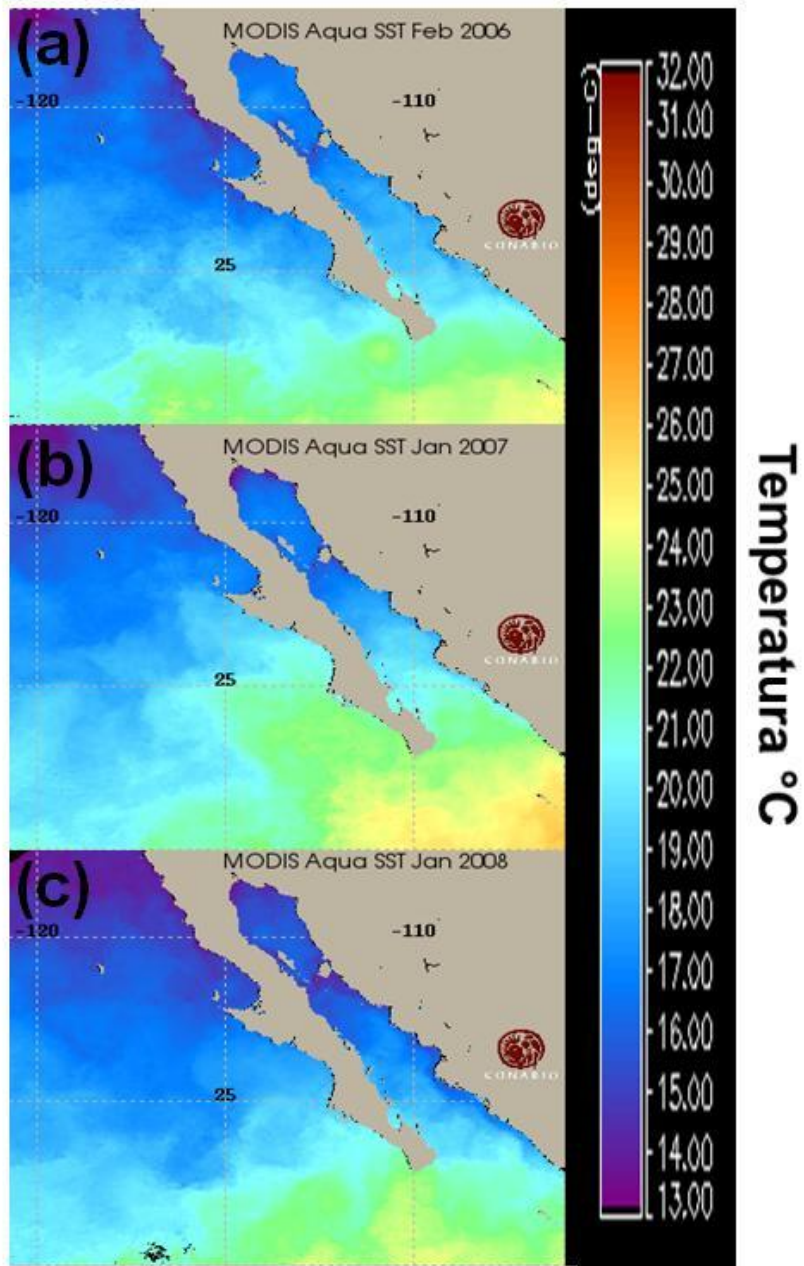 (a)
MODIS Aqua SST Feb 2006
-120
-110
25
CONABIO
(b)
MODIS Aqua SST Jan 2007
-120
-110
25
CONABIO
(c)
MODIS Aqua SST Jan 2008
-120
-110
25
CONABIO
(deg-C)
32.00
31.00
30.00
29.00
28.00
27.00
26.00
25.00
24.00
23.00
22.00
21.00
20.00
19.00
18.00
17.00
16.00
15.00
14.00
13.00
Temperatura °C